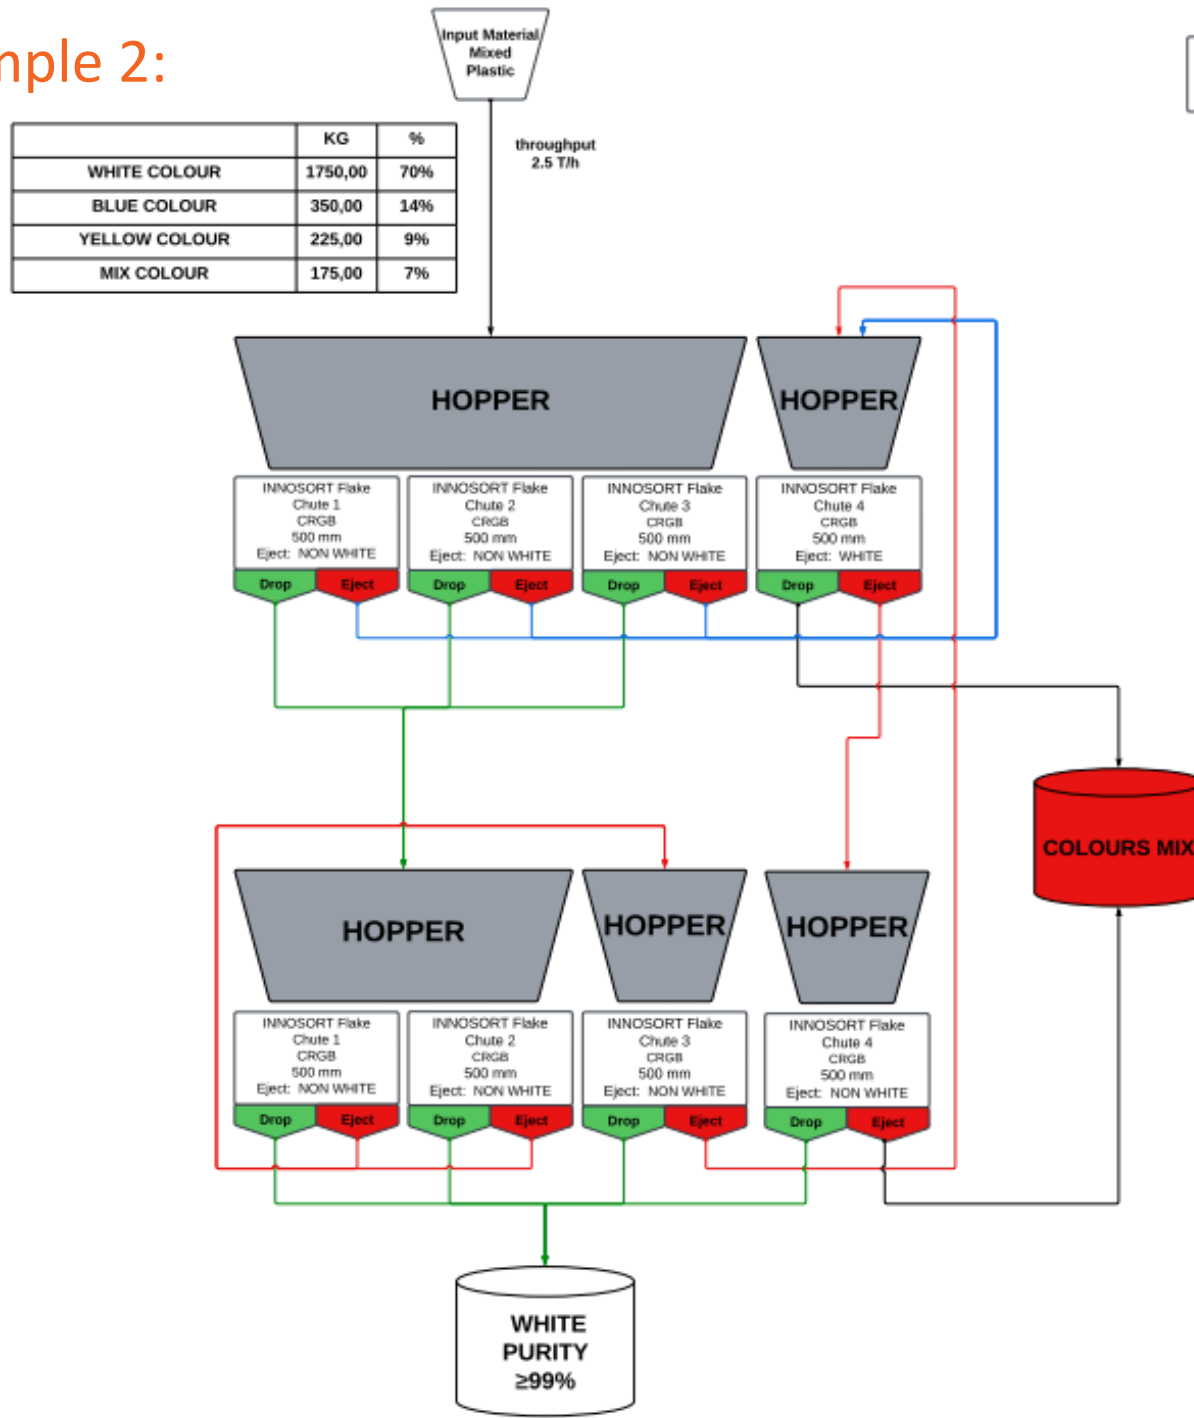 mple 2:
Input Material
Mixed
Plastic
throughput
2.5 T/h
KG %
WHITE COLOUR 1750,00 70%
BLUE COLOUR 350,00 14%
YELLOW COLOUR 225,00 9%
MIX COLOUR 175,00 7%
HOPPER
HOPPER
INNOSORT Flake
Chute 1
CRGB
500 mm
Eject: NON WHITE
Drop
Eject
INNOSORT Flake
Chute 2
CRGB
500 mm
Eject: NON WHITE
Drop
Eject
INNOSORT Flake
Chute 3
CRGB
500 mm
Eject: NON WHITE
Drop
Eject
INNOSORT Flake
Chute 4
CRGB
500 mm
Eject: WHITE
Drop
Eject
COLOURS MIX
HOPPER
HOPPER
HOPPER
INNOSORT Flake
Chute 1
CRGB
500 mm
Eject: NON WHITE
Drop
Eject
INNOSORT Flake
Chute 2
CRGB
500 mm
Eject: NON WHITE
Drop
Eject
INNOSORT Flake
Chute 3
CRGB
500 mm
Eject: NON WHITE
Drop
Eject
INNOSORT Flake
Chute 4
CRGB
500 mm
Eject: NON WHITE
Drop
Eject
WHITE
PURITY
≥99%